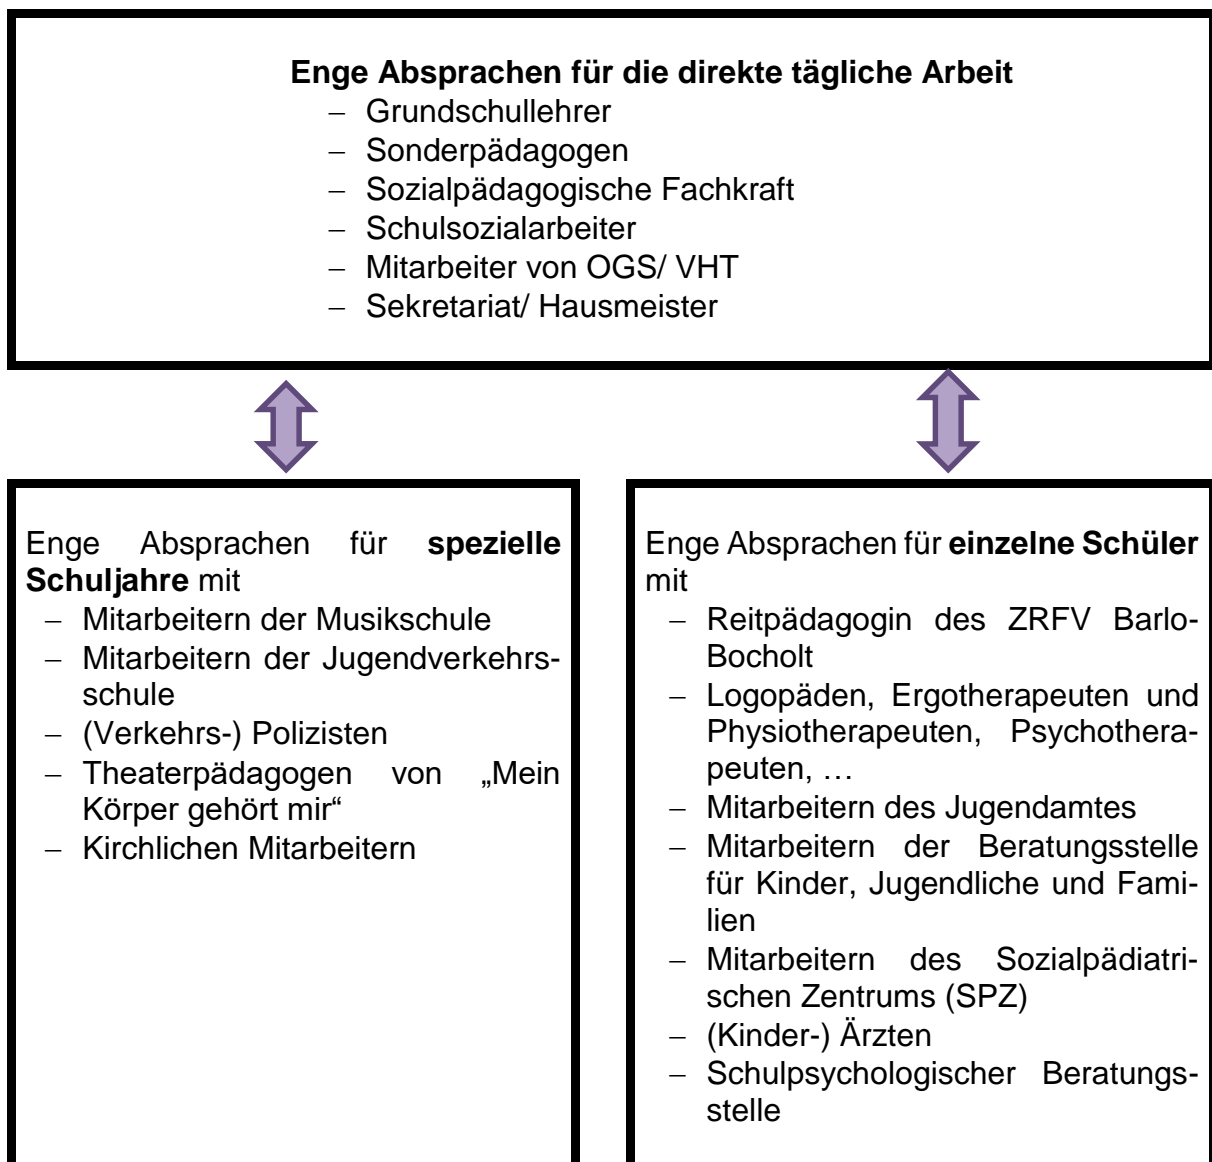 Enge Absprachen für die direkte tägliche Arbeit
– Grundschullehrer
– Sonderpädagogen
– Sozialpädagogische Fachkraft
– Schulsozialarbeiter
– Mitarbeiter von OGS/ VHT
– Sekretariat/ Hausmeister
Enge Absprachen für spezielle
Schuljahre mit
– Mitarbeitern der Musikschule
– Mitarbeitern der Jugendverkehrs-
schule
– (Verkehrs-) Polizisten
– Theaterpädagogen von „Mein
Körper gehört mir“
– Kirchlichen Mitarbeitern
Enge Absprachen für einzelne Schüler
mit
– Reitpädagogin des ZRFV Barlo-
Bocholt
– Logopäden, Ergotherapeuten und
Physiotherapeuten, Psychothera-
peuten, …
– Mitarbeitern des Jugendamtes
– Mitarbeitern der Beratungsstelle
für Kinder, Jugendliche und Fami-
lien
– Mitarbeitern des Sozialpädiatri-
schen Zentrums (SPZ)
– (Kinder-) Ärzten
– Schulpsychologischer Beratungs-
stelle